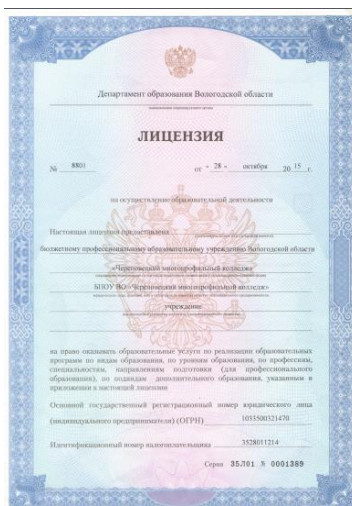 Департамент образования Вологодской области
ЛИЦЕНЗИЯ
№ 8801 от « 28 » октября 20 15 г.
на осуществление образовательной деятельности
Настоящая лицензия предоставлена
бюджетному профессиональному образовательному учреждению Вологодской области
«Череповецкий многопрофильный колледж»
БПОУ ВО «Череповецкий многопрофильный колледж»
учреждение
на право оказывать образовательные услуги по реализации образовательных
программ по видам образования, по уровням образования, по профессиям,
специальностям, направлениям подготовки (для профессионального
образования), по подвидам дополнительного образования, указанным в
приложении к настоящей лицензии
Основной государственный регистрационный номер юридического лица
(индивидуального предпринимателя) (ОГРН) 1033500321470
Идентификационный номер налогоплательщика 3528011214
Серия 35Л01 № 0001389